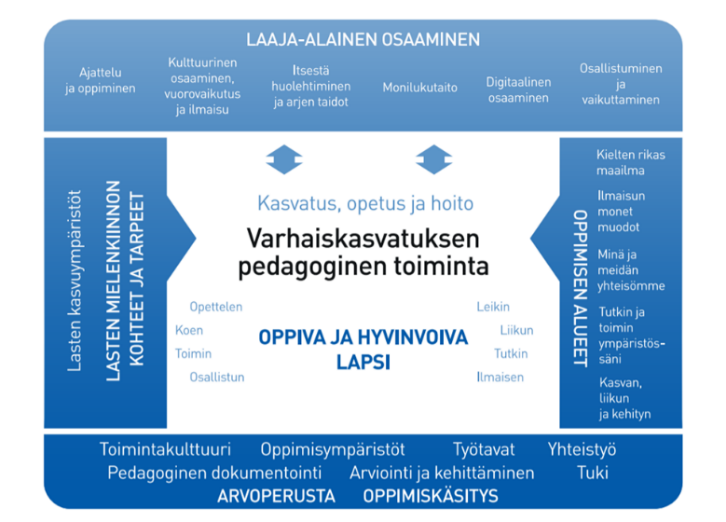 LAAJA-ALAINEN OSAAMINEN
Ajattelu
ja oppiminen
Kulttuurinen
osaaminen,
vuorovaikutus
ja ilmaisu
Itsestä
huolehtiminen
ja arjen taidot
Monilukutaito
Digitaalinen
osaaminen
Osallistuminen
ja
vaikuttaminen
Lasten kasvuympäristöt
LASTEN MIELENKIINNON
KOHTEET JA TARPEET
Kasvatus, opetus ja hoito
Varhaiskasvatuksen
pedagoginen toiminta
Opettelen
Koen
Toimin
Osallistun
OPPIVA JA HYVINVOIVA
LAPSI
Leikin
Liikun
Tutkin
Ilmaisen
OPPIMISEN ALUEET
Kielten rikas
maailma
Ilmaisun
monet
muodot
Minä ja
meidän
yhteisömme
Tutkin ja
toimin
ympäristös-
säni
Kasvan,
liikun
ja kehityn
Toimintakulttuuri Oppimisympäristöt Työtavat Yhteistyö
Pedagoginen dokumentointi Arviointi ja kehittäminen Tuki
ARVOPERUSTA OPPIMISKÄSITYS